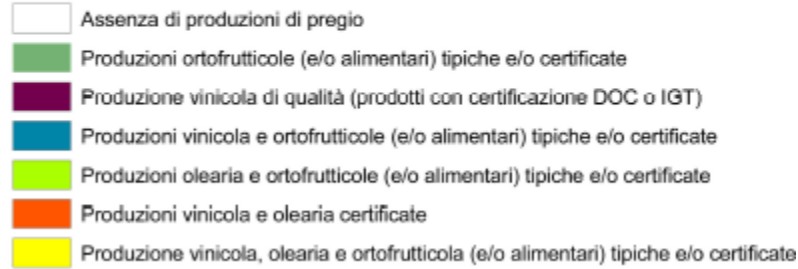 Assenza di produzioni di pregio
Produzioni ortofrutticole (e/o alimentari) tipiche e/o certificate
Produzione vinicola di qualità (prodotti con certificazione DOC o IGT)
Produzioni vinicola e ortofrutticole (e/o alimentari) tipiche e/o certificate
Produzioni olearia e ortofrutticole (e/o alimentari) tipiche e/o certificate
Produzioni vinicola e olearia certificate
Produzione vinicola, olearia e ortofrutticola (e/o alimentari) tipiche e/o certificate